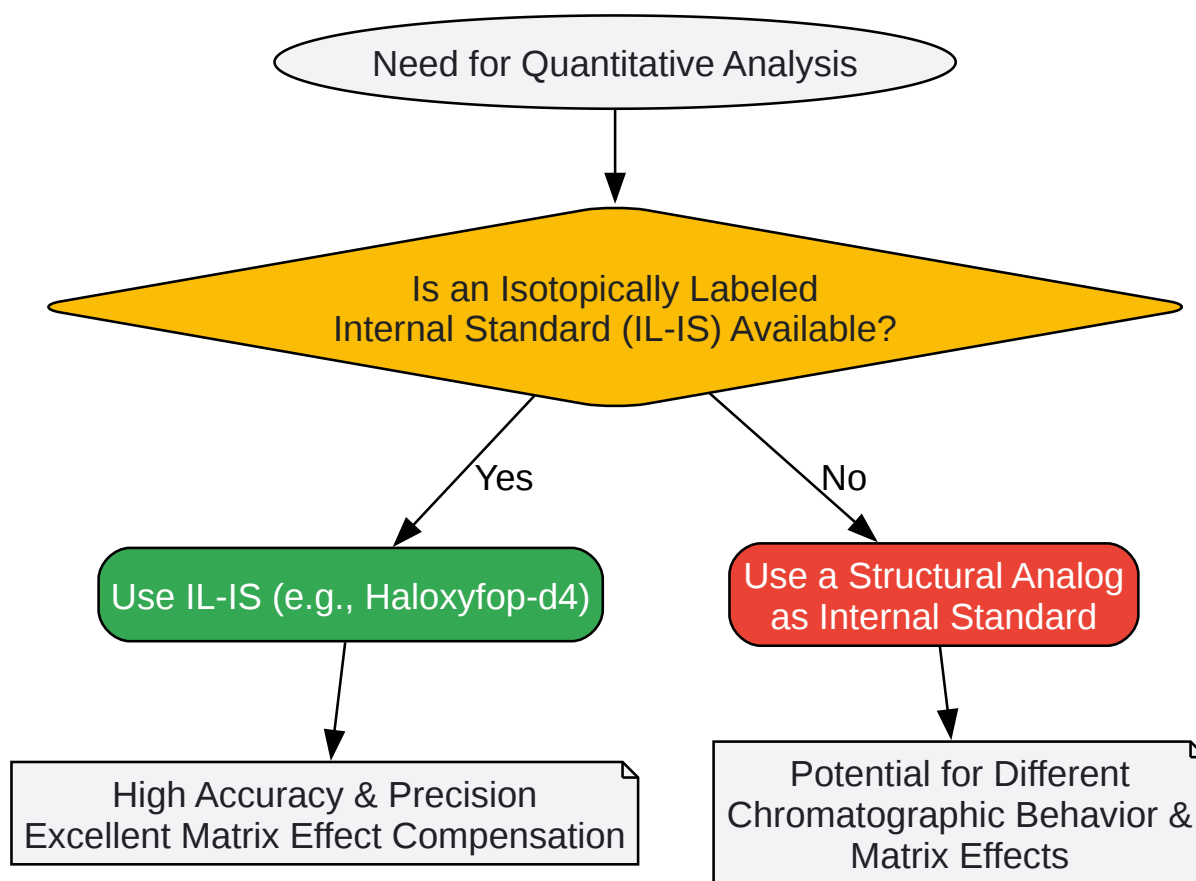 Need for Quantitative Analysis
Is an Isotopically Labeled
Internal Standard (IL-IS) Available?
Yes
No
Use IL-IS (e.g., Haloxyfop-d4)
Use a Structural Analog
as Internal Standard
High Accuracy & Precision
Excellent Matrix Effect Compensation
Potential for Different
Chromatographic Behavior &
Matrix Effects